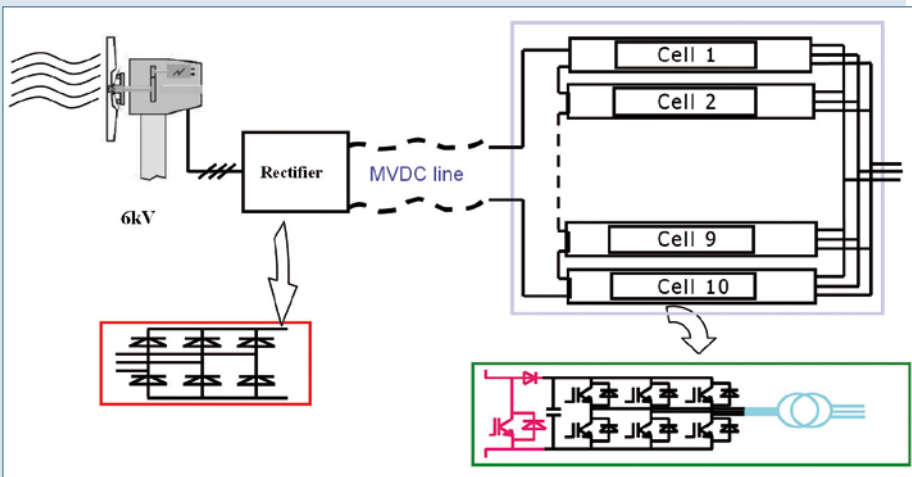 Cell 1
Cell 2
Rectifier
MVDC line
6kV
Cell 9
Cell 10